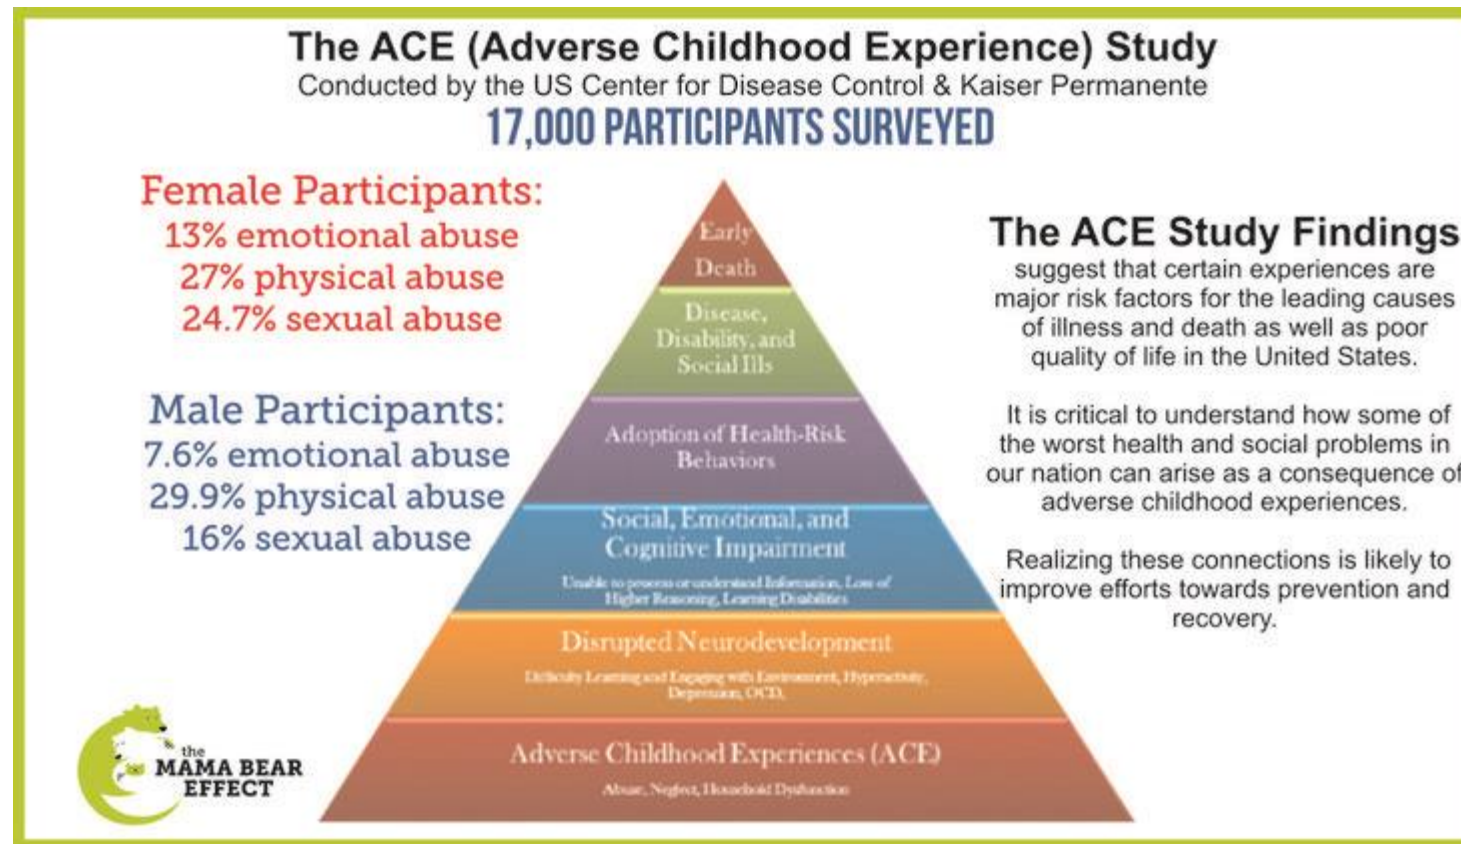 The ACE (Adverse Childhood Experience) Study
Conducted by the US Center for Disease Control & Kaiser Permanente
17,000 PARTICIPANTS SURVEYED
Female Participants:
13% emotional abuse
27% physical abuse
24.7% sexual abuse
Male Participants:
7.6% emotional abuse
29.9% physical abuse
16% sexual abuse
Early
Death
Disease,
Disability, and
Social Ills
Adoption of Health-Risk
Behaviors
Social, Emotional, and
Cognitive Impairment
Unable to process or understand Information, Loss of
Higher Reasoning, Learning Disabilities
Disrupted Neurodevelopment
Difficulty Learning and Engaging with Environment, Hyperactivity,
Depression, OCD,
Adverse Childhood Experiences (ACE)
Abuse, Neglect, Household Dysfunction
The ACE Study Findings
suggest that certain experiences are
major risk factors for the leading causes
of illness and death as well as poor
quality of life in the United States.
It is critical to understand how some of
the worst health and social problems in
our nation can arise as a consequence of
adverse childhood experiences.
Realizing these connections is likely to
improve efforts towards prevention and
recovery.
the
MAMA BEAR
EFFECT